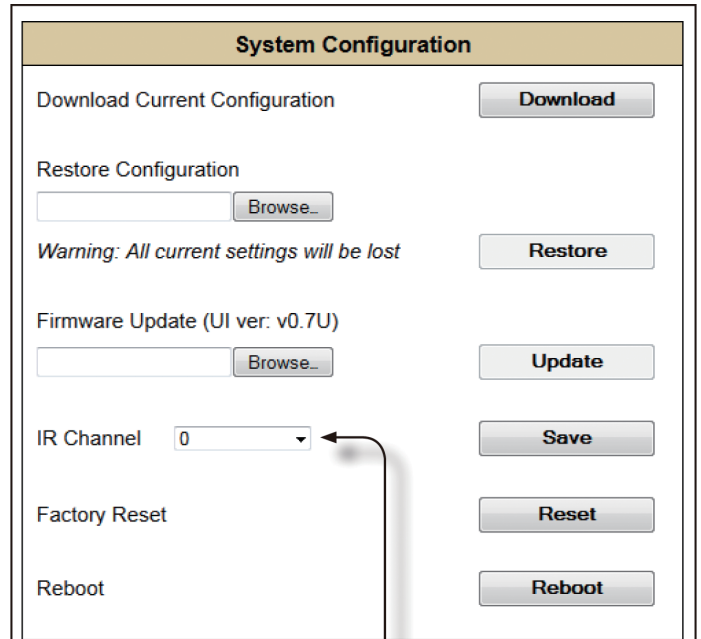 System Configuration
Download Current Configuration Download
Restore Configuration
Browse...
Warning: All current settings will be lost Restore
Firmware Update (UI ver: v0.7U)
Browse... Update
IR Channel 0 Save
Factory Reset Reset
Reboot Reboot